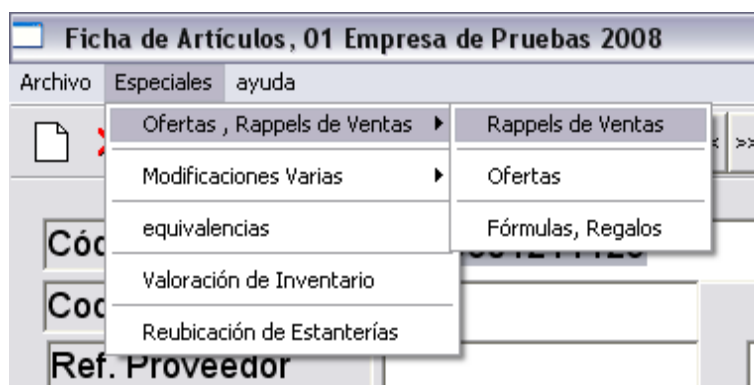 Ficha de Artículos, 01 Empresa de Pruebas 2008
Archivo Especiales ayuda
Ofertas , Rappels de Ventas
Rappels de Ventas
Modificaciones Varias
Ofertas
equivalencias
Fórmulas, Regalos
Valoración de Inventario
Reubicación de Estanterías
Ref. Proveedor